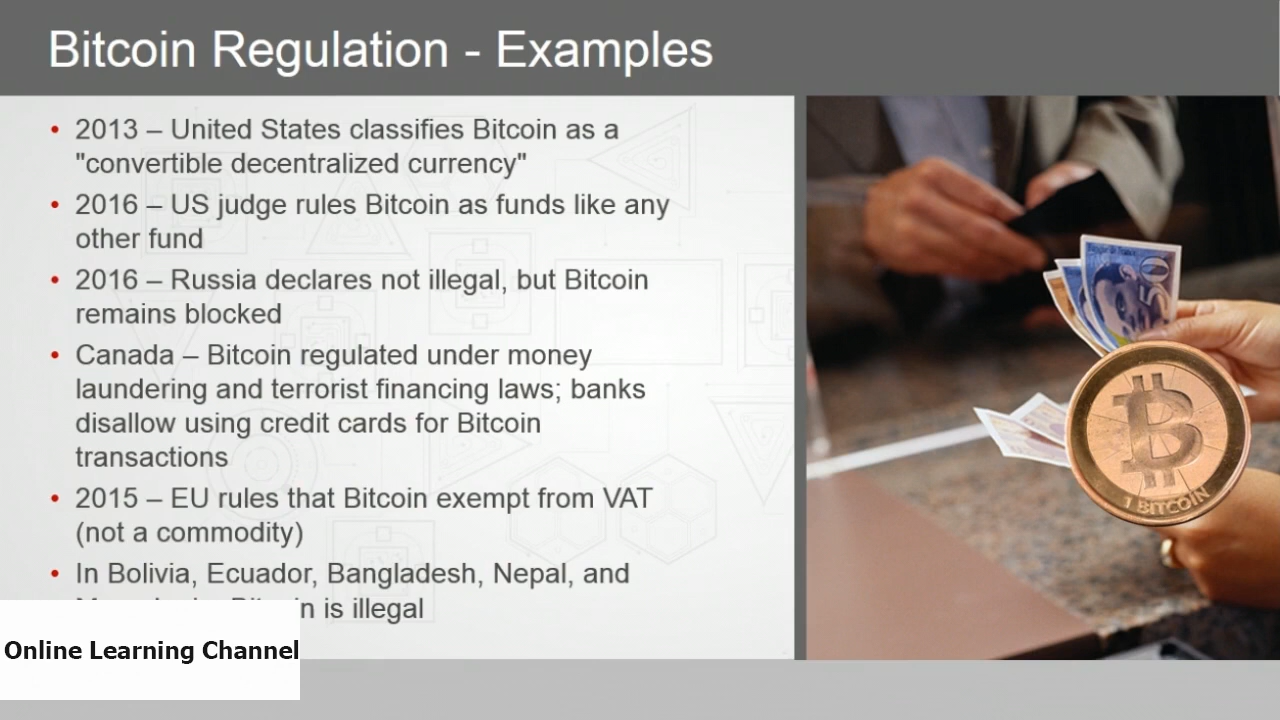 Bitcoin Regulation - Examples
• 2013 – United States classifies Bitcoin as a
"convertible decentralized currency"
• 2016 – US judge rules Bitcoin as funds like any
other fund
• 2016 – Russia declares not illegal, but Bitcoin
remains blocked
• Canada – Bitcoin regulated under money
laundering and terrorist financing laws; banks
disallow using credit cards for Bitcoin
transactions
• 2015 – EU rules that Bitcoin exempt from VAT
(not a commodity)
• In Bolivia, Ecuador, Bangladesh, Nepal, and
is illegal
Online Learning Channel
50
1 BITCOIN